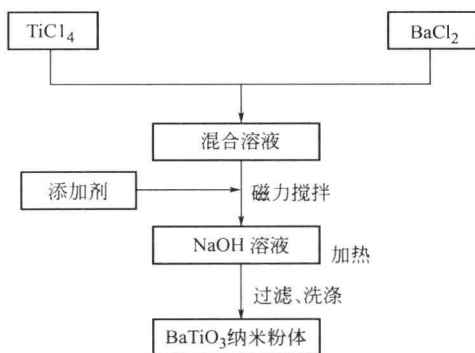 TiCl4
BaCl2
混合溶液
添加剂
磁力搅拌
NaOH 溶液
加热
过滤、洗涤
BaTiO3纳米粉体